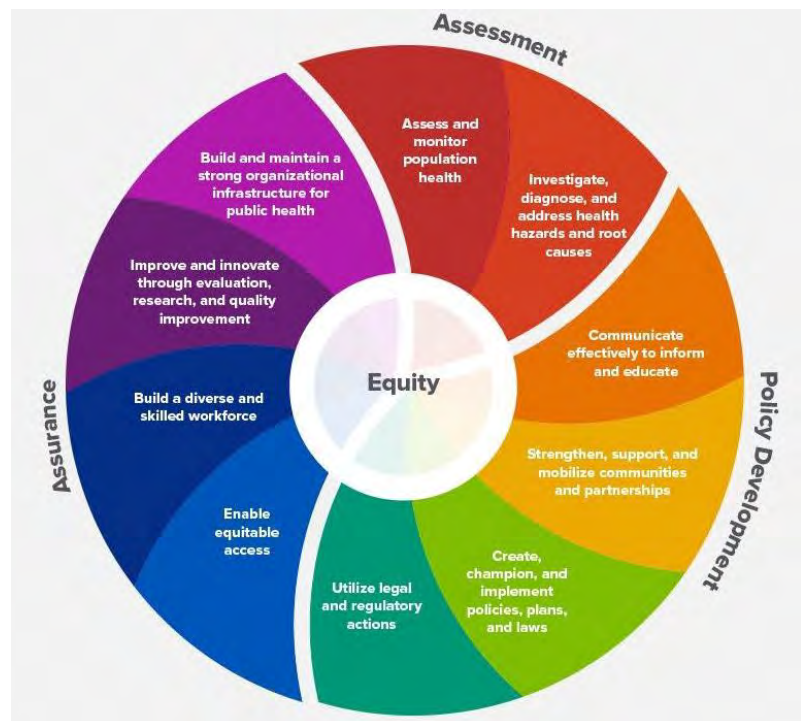 Assessment
Assess and
monitor
population
health
Investigate,
diagnose, and
address health
hazards and root
causes
Policy Development
Communicate
effectively to inform
and educate
Strengthen, support, and
mobilize communities
and partnerships
Create,
champion, and
implement
policies, plans,
and laws
Utilize legal
and regulatory
actions
Assurance
Enable
equitable
access
Build a diverse and
skilled workforce
Improve and innovate
through evaluation,
research, and quality
improvement
Build and maintain a
strong organizational
infrastructure for
public health
Equity